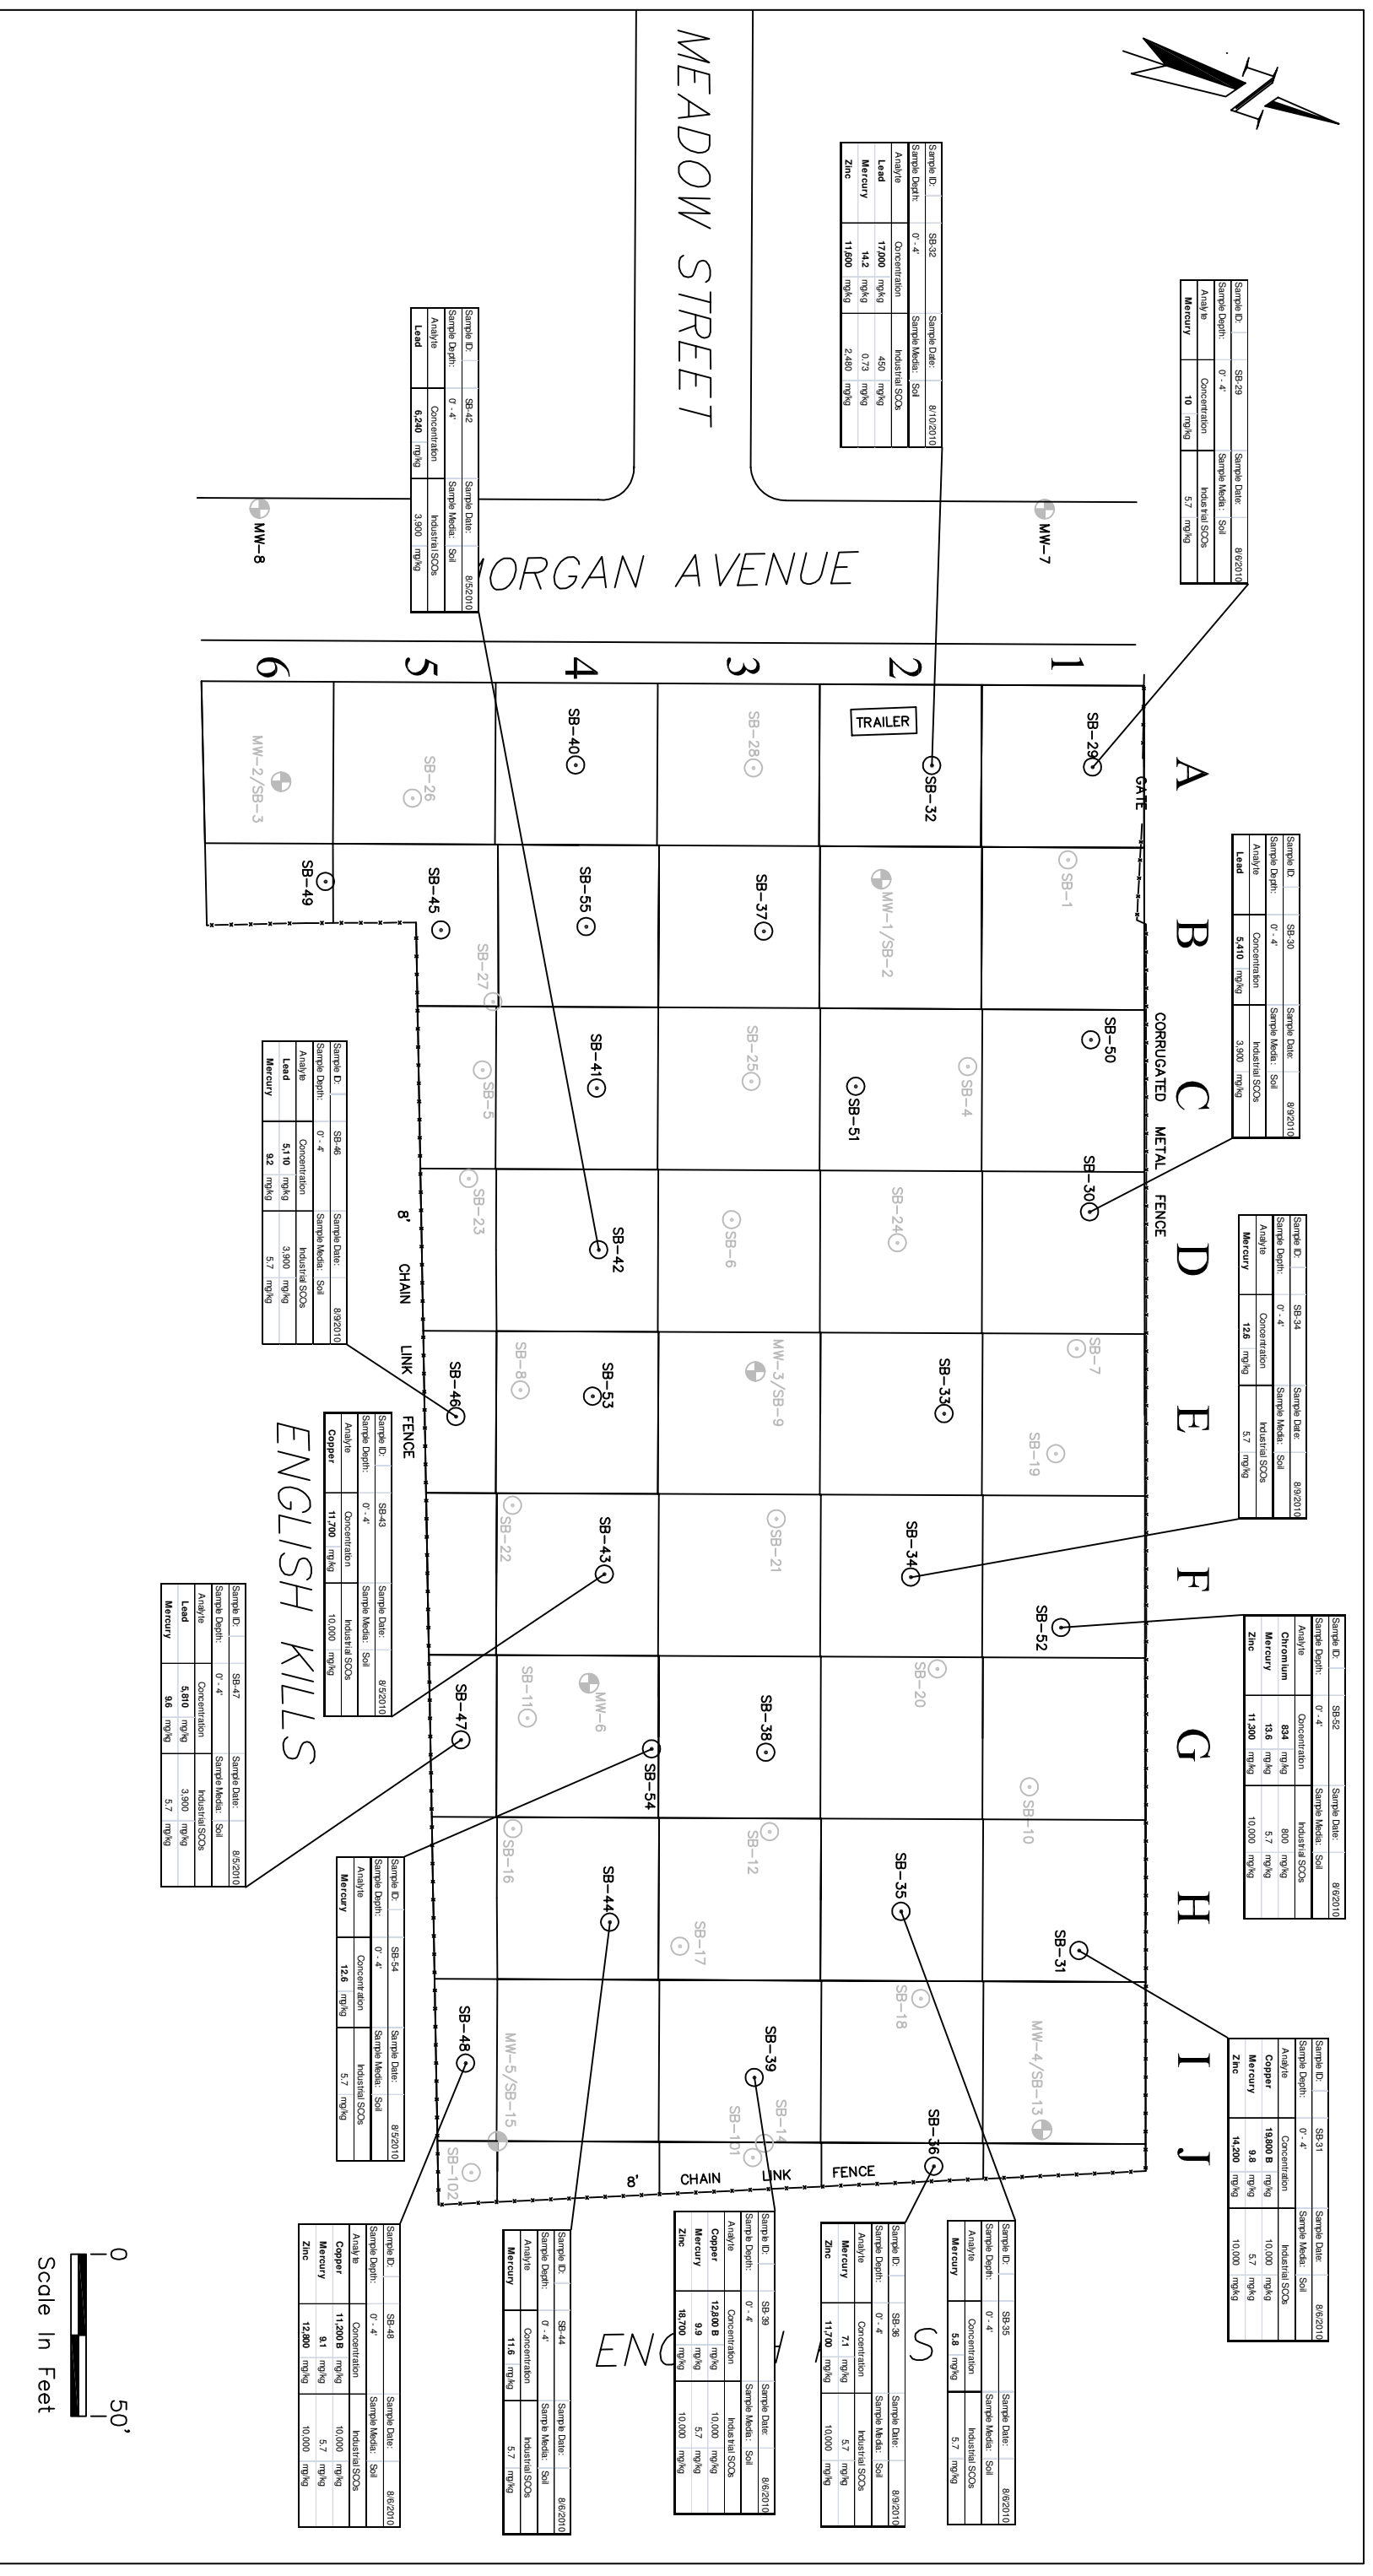 MEADOW STREET
ORGAN AVENUE
ENGLISH KILLS
MW-7
MW-8
1
2
3
4
5
6
A
B
C
D
E
F
G
H
I
J
GATE
CORRUGATED METAL FENCE
TRAILER
8' CHAIN LINK FENCE
8' CHAIN LINK FENCE
SB-29
SB-32
SB-28
SB-40
SB-26
MW-2/SB-3
SB-1
MW-1/SB-2
SB-37
SB-55
SB-45
SB-49
SB-27
SB-50
SB-4
SB-51
SB-25
SB-41
SB-5
SB-30
SB-24
SB-6
SB-42
SB-23
SB-7
SB-19
SB-33
MW-3/SB-9
SB-53
SB-8
SB-46
SB-52
SB-34
SB-21
SB-43
SB-22
SB-10
SB-20
SB-38
SB-54
MW-6
SB-11
SB-47
SB-31
SB-35
SB-12
SB-17
SB-44
SB-16
MW-4/SB-13
SB-18
SB-39
SB-14
SB-101
MW-5/SB-15
SB-48
SB-36
SB-102
Sample ID: SB-29 Sample Date: 8/6/2010
Sample Depth: 0' - 4' Sample Media: Soil
Analyte Concentration Industrial SCOs
Mercury 10 mg/kg 5.7 mg/kg
Sample ID: SB-32 Sample Date: 8/10/2010
Sample Depth: 0' - 4' Sample Media: Soil
Analyte Concentration Industrial SCOs
Lead 17,000 mg/kg 450 mg/kg
Mercury 14.2 mg/kg 0.73 mg/kg
Zinc 11,600 mg/kg 2,480 mg/kg
Sample ID: SB-42 Sample Date: 8/5/2010
Sample Depth: 0' - 4' Sample Media: Soil
Analyte Concentration Industrial SCOs
Lead 6,240 mg/kg 3,900 mg/kg
Sample ID: SB-30 Sample Date: 8/9/2010
Sample Depth: 0' - 4' Sample Media: Soil
Analyte Concentration Industrial SCOs
Lead 5,410 mg/kg 3,900 mg/kg
Sample ID: SB-34 Sample Date: 8/9/2010
Sample Depth: 0' - 4' Sample Media: Soil
Analyte Concentration Industrial SCOs
Mercury 12.6 mg/kg 5.7 mg/kg
Sample ID: SB-46 Sample Date: 8/9/2010
Sample Depth: 0' - 4' Sample Media: Soil
Analyte Concentration Industrial SCOs
Lead 5,110 mg/kg 3,900 mg/kg
Mercury 9.2 mg/kg 5.7 mg/kg
Sample ID: SB-43 Sample Date: 8/5/2010
Sample Depth: 0' - 4' Sample Media: Soil
Analyte Concentration Industrial SCOs
Copper 11,700 mg/kg 10,000 mg/kg
Sample ID: SB-47 Sample Date: 8/5/2010
Sample Depth: 0' - 4' Sample Media: Soil
Analyte Concentration Industrial SCOs
Lead 5,810 mg/kg 3,900 mg/kg
Mercury 9.6 mg/kg 5.7 mg/kg
Sample ID: SB-52 Sample Date: 8/6/2010
Sample Depth: 0' - 4' Sample Media: Soil
Analyte Concentration Industrial SCOs
Chromium 834 mg/kg 800 mg/kg
Mercury 13.6 mg/kg 5.7 mg/kg
Zinc 11,300 mg/kg 10,000 mg/kg
Sample ID: SB-54 Sample Date: 8/5/2010
Sample Depth: 0' - 4' Sample Media: Soil
Analyte Concentration Industrial SCOs
Mercury 12.6 mg/kg 5.7 mg/kg
Sample ID: SB-31 Sample Date: 8/6/2010
Sample Depth: 0' - 4' Sample Media: Soil
Analyte Concentration Industrial SCOs
Copper 19,800 B mg/kg 10,000 mg/kg
Mercury 9.8 mg/kg 5.7 mg/kg
Zinc 14,200 mg/kg 10,000 mg/kg
Sample ID: SB-35 Sample Date: 8/6/2010
Sample Depth: 0' - 4' Sample Media: Soil
Analyte Concentration Industrial SCOs
Mercury 5.8 mg/kg 5.7 mg/kg
Sample ID: SB-36 Sample Date: 8/9/2010
Sample Depth: 0' - 4' Sample Media: Soil
Analyte Concentration Industrial SCOs
Mercury 7.1 mg/kg 5.7 mg/kg
Zinc 11,700 mg/kg 10,000 mg/kg
Sample ID: SB-39 Sample Date: 8/6/2010
Sample Depth: 0' - 4' Sample Media: Soil
Analyte Concentration Industrial SCOs
Copper 12,800 B mg/kg 10,000 mg/kg
Mercury 9.9 mg/kg 5.7 mg/kg
Zinc 18,700 mg/kg 10,000 mg/kg
Sample ID: SB-44 Sample Date: 8/6/2010
Sample Depth: 0' - 4' Sample Media: Soil
Analyte Concentration Industrial SCOs
Mercury 11.6 mg/kg 5.7 mg/kg
Sample ID: SB-48 Sample Date: 8/6/2010
Sample Depth: 0' - 4' Sample Media: Soil
Analyte Concentration Industrial SCOs
Copper 11,200 B mg/kg 10,000 mg/kg
Mercury 9.1 mg/kg 5.7 mg/kg
Zinc 12,800 mg/kg 10,000 mg/kg
0 50'
Scale In Feet